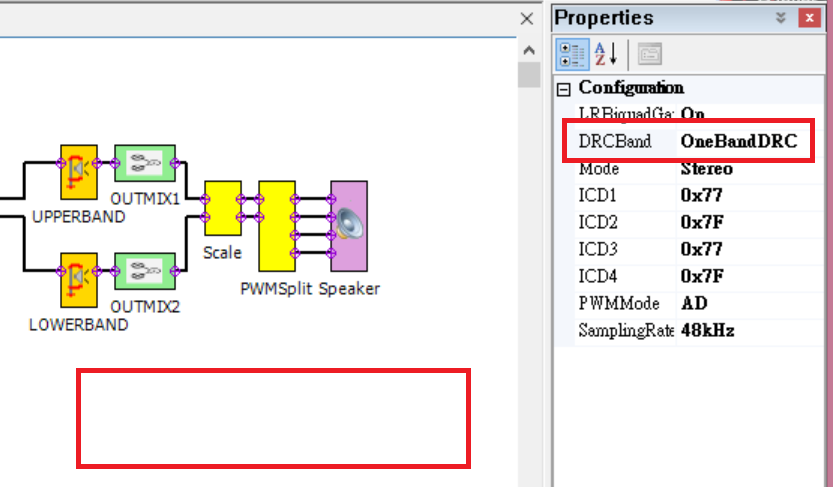 Properties
A
Z
Configuration
LRBiquadGa: On
DRCBand OneBandDRC
Mode Stereo
ICD1 0x77
ICD2 0x7F
ICD3 0x77
ICD4 0x7F
PWMMode AD
SamplingRate 48kHz
OUTMIX1
UPPERBAND
Scale
PWMSplit Speaker
OUTMIX2
LOWERBAND